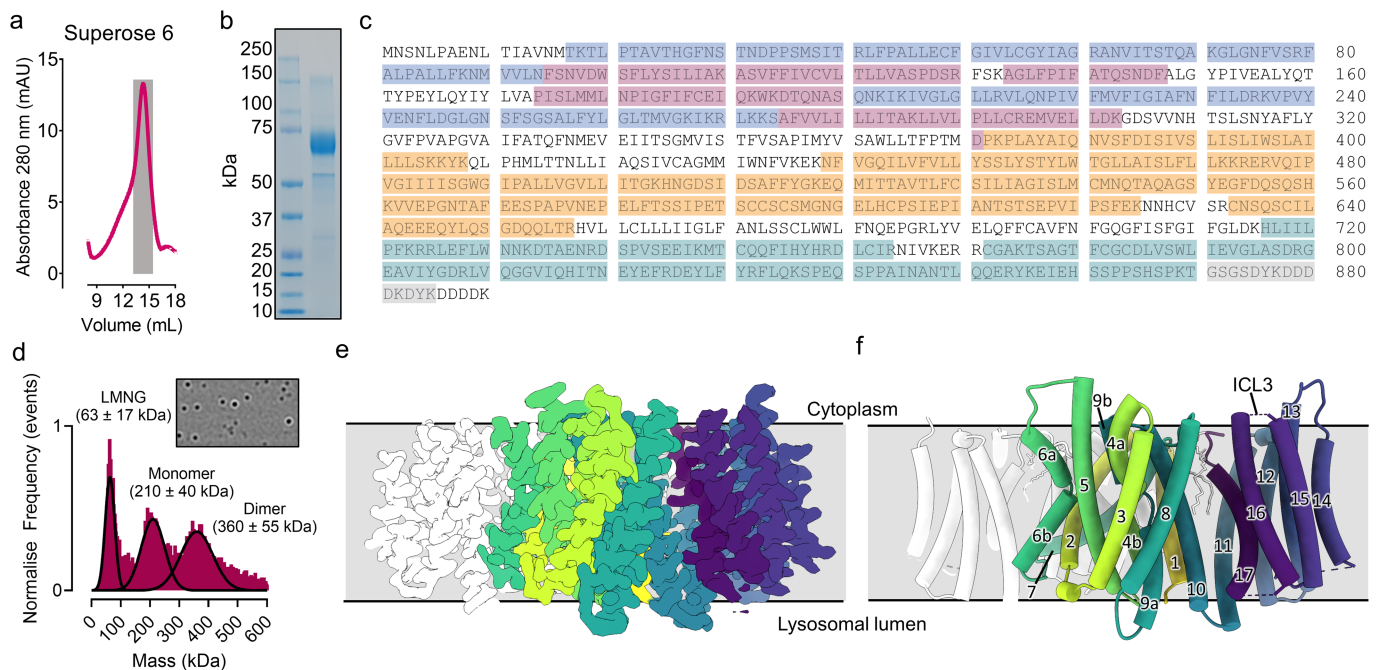 a
Superose 6
Absorbance 280 nm (mAU)
15
10
5
0
9 12 15 18
Volume (mL)
b
kDa
250
150
100
75
50
37
25
20
15
10
c
MNSNLPAENL TIAVNMTKTL PTAVTHGFNS TNDPPSMSIT RLFPALLECF GIVLCGYIAG RANVITSTQA KGLGNFVSRF 80
ALPALLFKNM VVLNFSNVDW SFLYSILIAK ASVFFIVCVL TLLVASPDSR FSKAGLFPIF ATQSNDFALG YPIVEALYQT 160
TYPEYLQYIY LVAPISLMML NPIGFIFCEI QKWKDTQNAS QNKIKIVGLG LLRVLQNPIV FMVFIGIAFN FILDRKVPVY 240
VENFLDGLGN SFSGSALFYL GLTMVGKIKR LKKSAFVVLI LLITAKLLVL PLLCREMVEL LDKGDSVVNH TSLSNYAFLY 320
GVFPVAPGVA IFATQFNMEV EIITSGMVIS TFVSAPIMYV SAWLLTFPTM DPKPLAYAIQ NVSFDISIVS LISLIWSLAI 400
LLLSKKYKQL PHMLTTNLLI AQSIVCAGMM IWNFVKEKNF VGQILVFVLL YSSLYSTYLW TGLLAISLFL LKKRERVQIP 480
VGIIIISGWG IPALLVGVLL ITGKHNGDSI DSAFFYGKEQ MITTAVTLFC SILIAGISLM CMNQTAQAGS YEGFDQSQSH 560
KVVEPGNTAF EESPAPVNEP ELFTSSIPET SCCSCSMGNG ELHCPSIEPI ANTSTSEPVI PSFEKNNHCV SRCNSQSCIL 640
AQEEEQYLQS GDQQLTRHVL LCLLLIIGLF ANLSSCLWWL FNQEPGRLYV ELQFFCAVFN FGQGFISFGI FGLDKHLIIL 720
PFKRRLEFLW NNKDTAENRD SPVSEEIKMT CQQFIHYHRD LCIRNIVKER RCGAKTSAGT FCGCDLVSWL IEVGLASDRG 800
EAVIYGDRLV QGGVIQHITN EYEFRDEYLF YRFLQKSPEQ SPPAINANTL QQERYKEIEH SSPPSHSPKT GSGSDYKDDD 880
DKDYKDDDDK
d
Normalise Frequency (events)
1
0
LMNG
(63 ± 17 kDa)
Monomer
(210 ± 40 kDa)
Dimer
(360 ± 55 kDa)
0 100 200 300 400 500 600
Mass (kDa)
e
Cytoplasm
Lysosomal lumen
f
ICL3
9b
13
4a
6a
12
5
15
14
3
8
16
6b
2
4b
11
1
7
17
10
9a